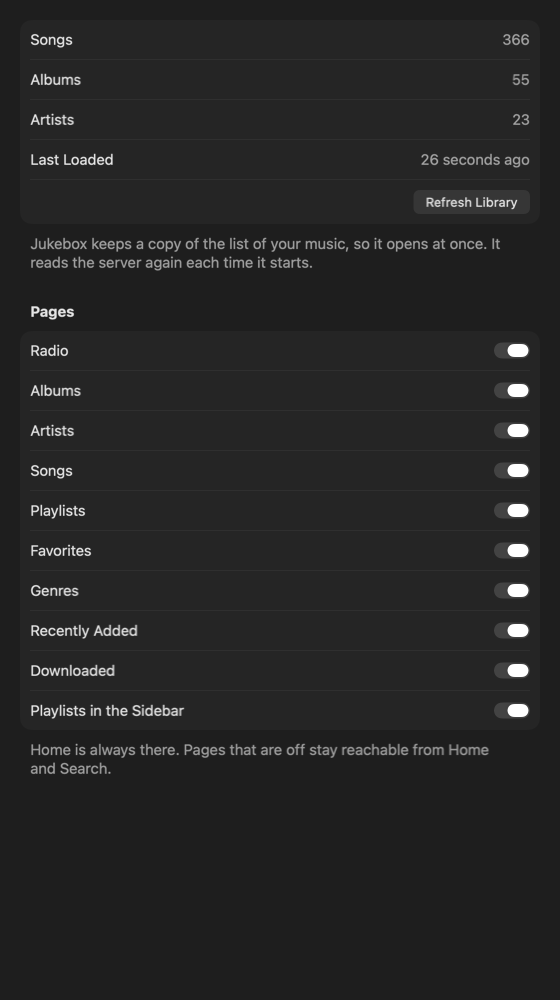 Songs 366
Albums 55
Artists 23
Last Loaded 26 seconds ago
Refresh Library
Jukebox keeps a copy of the list of your music, so it opens at once. It
reads the server again each time it starts.
Pages
Radio
Albums
Artists
Songs
Playlists
Favorites
Genres
Recently Added
Downloaded
Playlists in the Sidebar
Home is always there. Pages that are off stay reachable from Home
and Search.